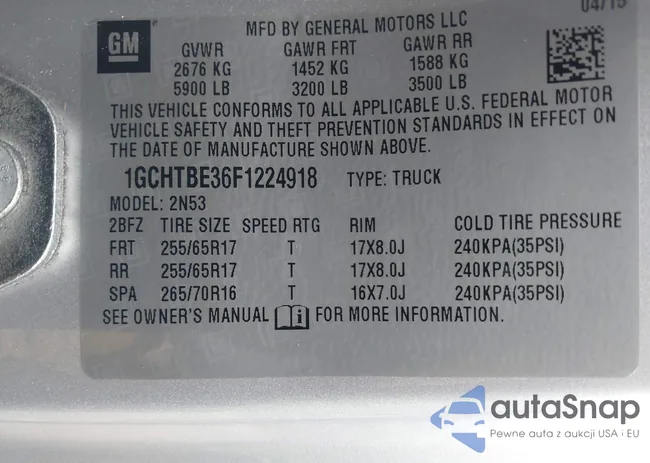 04/15
MFD BY GENERAL MOTORS LLC
GM
GVWR GAWR FRT GAWR RR
2676 KG 1452 KG 1588 KG
5900 LB 3200 LB 3500 LB
THIS VEHICLE CONFORMS TO ALL APPLICABLE U.S. FEDERAL MOTOR
VEHICLE SAFETY AND THEFT PREVENTION STANDARDS IN EFFECT ON
THE DATE OF MANUFACTURE SHOWN ABOVE.
1GCHTBE36F1224918 TYPE: TRUCK
MODEL: 2N53
2BFZ TIRE SIZE SPEED RTG RIM COLD TIRE PRESSURE
FRT 255/65R17 T 17X8.0J 240KPA(35PSI)
RR 255/65R17 T 17X8.0J 240KPA(35PSI)
SPA 265/70R16 T 16X7.0J 240KPA(35PSI)
SEE OWNER'S MANUAL FOR MORE INFORMATION.
autaSnap
Pewne auta z aukcji USA i EU